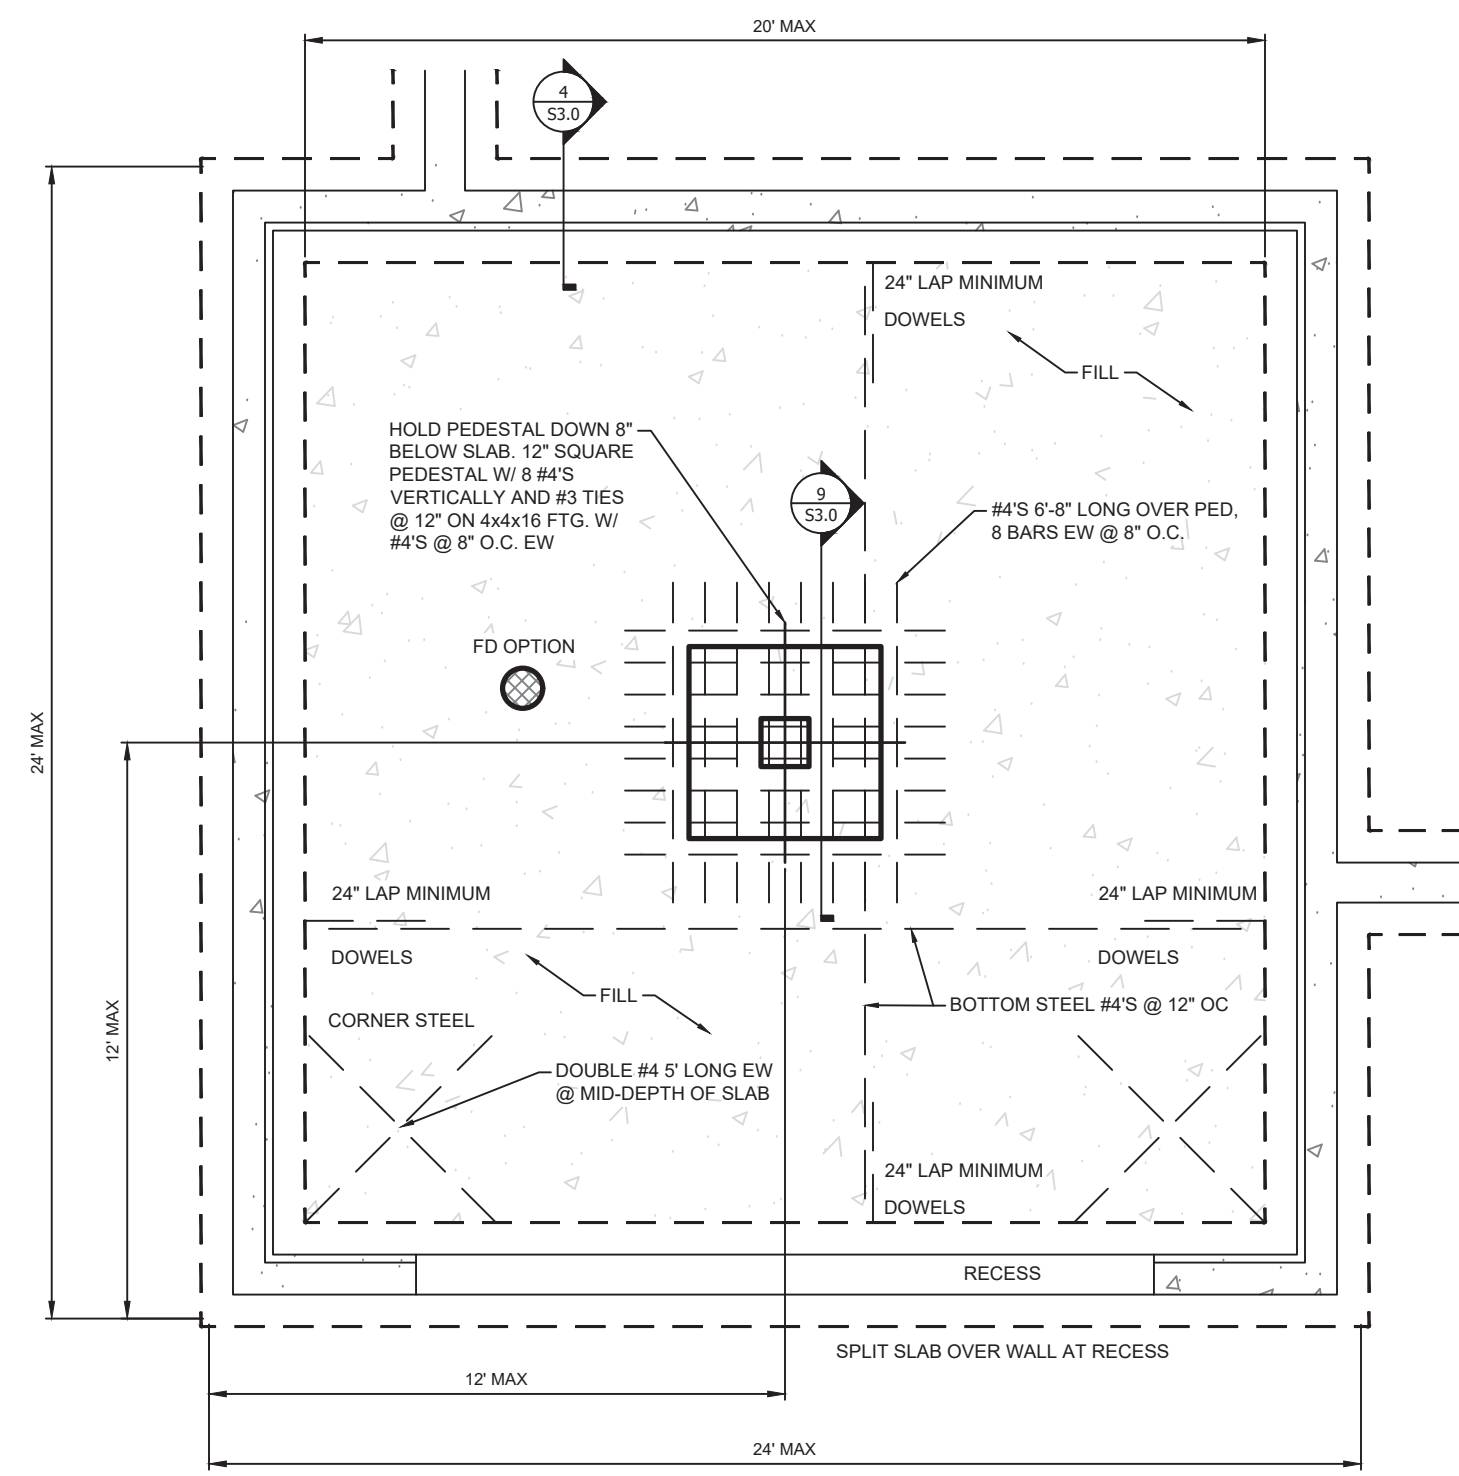 20' MAX
4
S3.0
24" LAP MINIMUM
DOWELS
FILL
HOLD PEDESTAL DOWN 8"
BELOW SLAB. 12" SQUARE
PEDESTAL W/ 8 #4'S
VERTICALLY AND #3 TIES
@ 12" ON 4x4x16 FTG. W/
#4'S @ 8" O.C. EW
9
S3.0
#4'S 6'-8" LONG OVER PED,
8 BARS EW @ 8" O.C.
FD OPTION
24' MAX
24" LAP MINIMUM
24" LAP MINIMUM
DOWELS
DOWELS
FILL
BOTTOM STEEL #4'S @ 12" OC
CORNER STEEL
12' MAX
DOUBLE #4 5' LONG EW
@ MID-DEPTH OF SLAB
24" LAP MINIMUM
DOWELS
RECESS
SPLIT SLAB OVER WALL AT RECESS
12' MAX
24' MAX